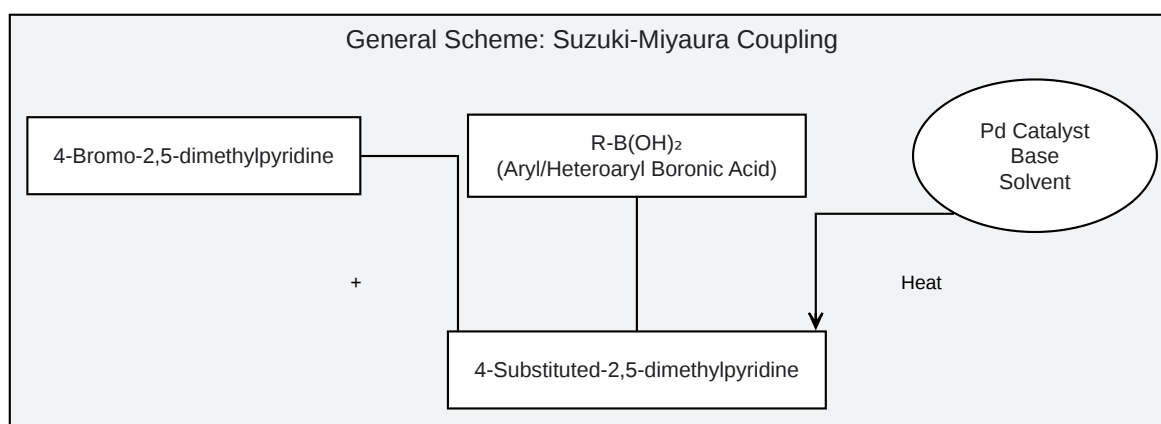 General Scheme: Suzuki-Miyaura Coupling
4-Bromo-2,5-dimethylpyridine
R-B(OH)₂
(Aryl/Heteroaryl Boronic Acid)
Pd Catalyst
Base
Solvent
+
Heat
4-Substituted-2,5-dimethylpyridine